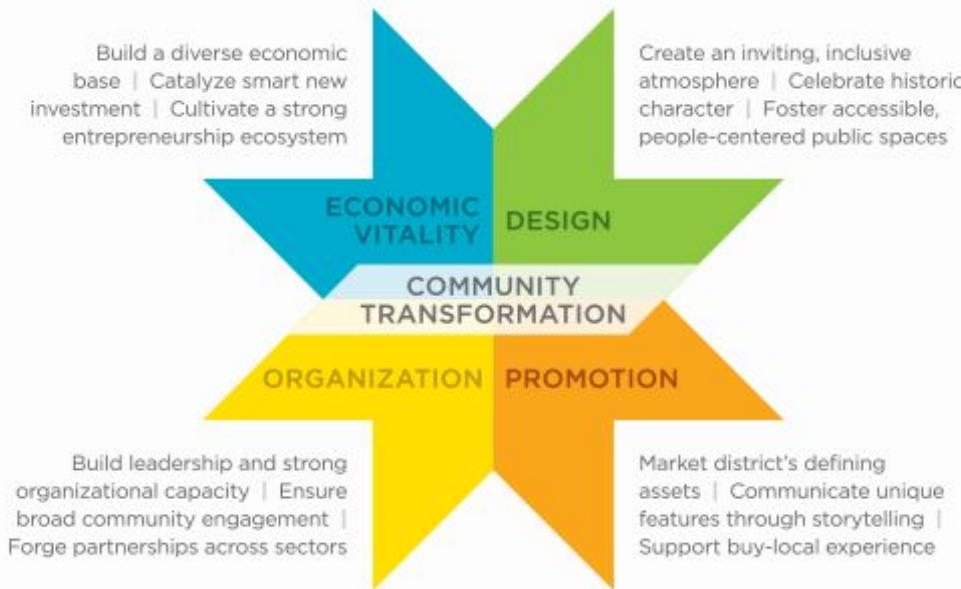 Build a diverse economic
base | Catalyze smart new
investment | Cultivate a strong
entrepreneurship ecosystem
Create an inviting, inclusive
atmosphere | Celebrate historic
character | Foster accessible,
people-centered public spaces
ECONOMIC
VITALITY
DESIGN
COMMUNITY
TRANSFORMATION
ORGANIZATION
PROMOTION
Build leadership and strong
organizational capacity | Ensure
broad community engagement |
Forge partnerships across sectors
Market district's defining
assets | Communicate unique
features through storytelling |
Support buy-local experience